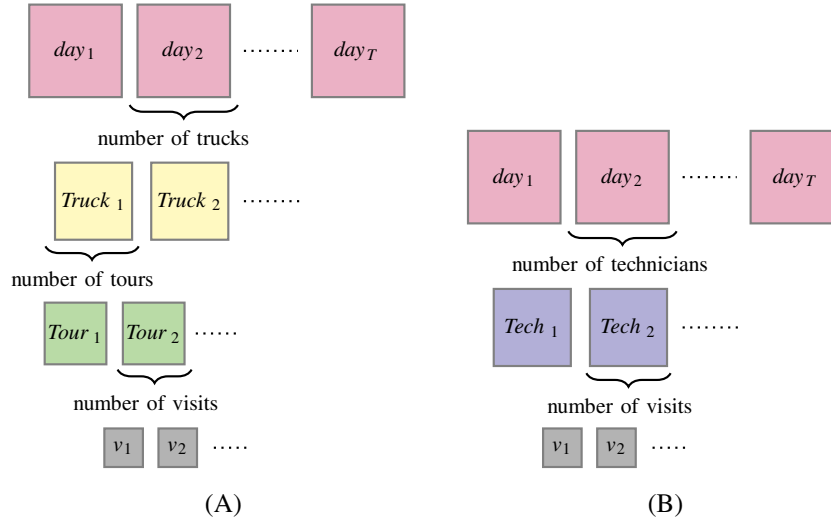 day1 day2 ········ dayT
number of trucks
Truck 1 Truck 2 ········
number of tours
Tour 1 Tour 2 ······
number of visits
v1 v2 ·····
(A)
day1 day2 ········ dayT
number of technicians
Tech 1 Tech 2 ········
number of visits
v1 v2 ·····
(B)